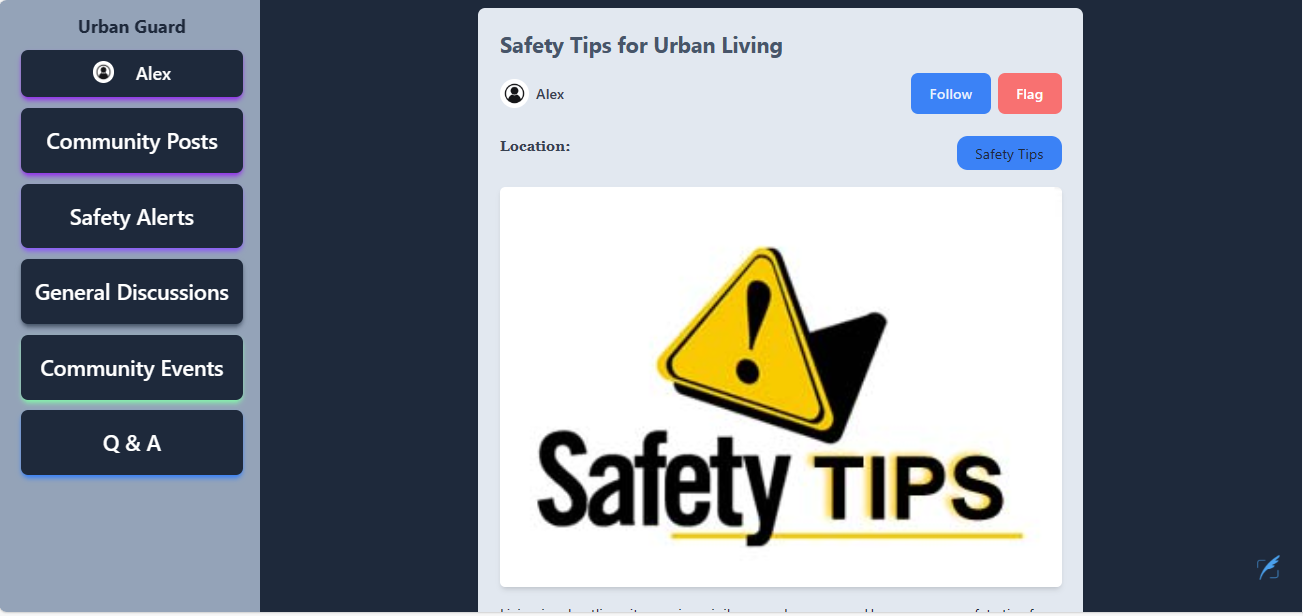 Urban Guard
Alex
Community Posts
Safety Alerts
General Discussions
Community Events
Q & A
Safety Tips for Urban Living
Alex
Follow
Flag
Location:
Safety Tips
Safety TIPS